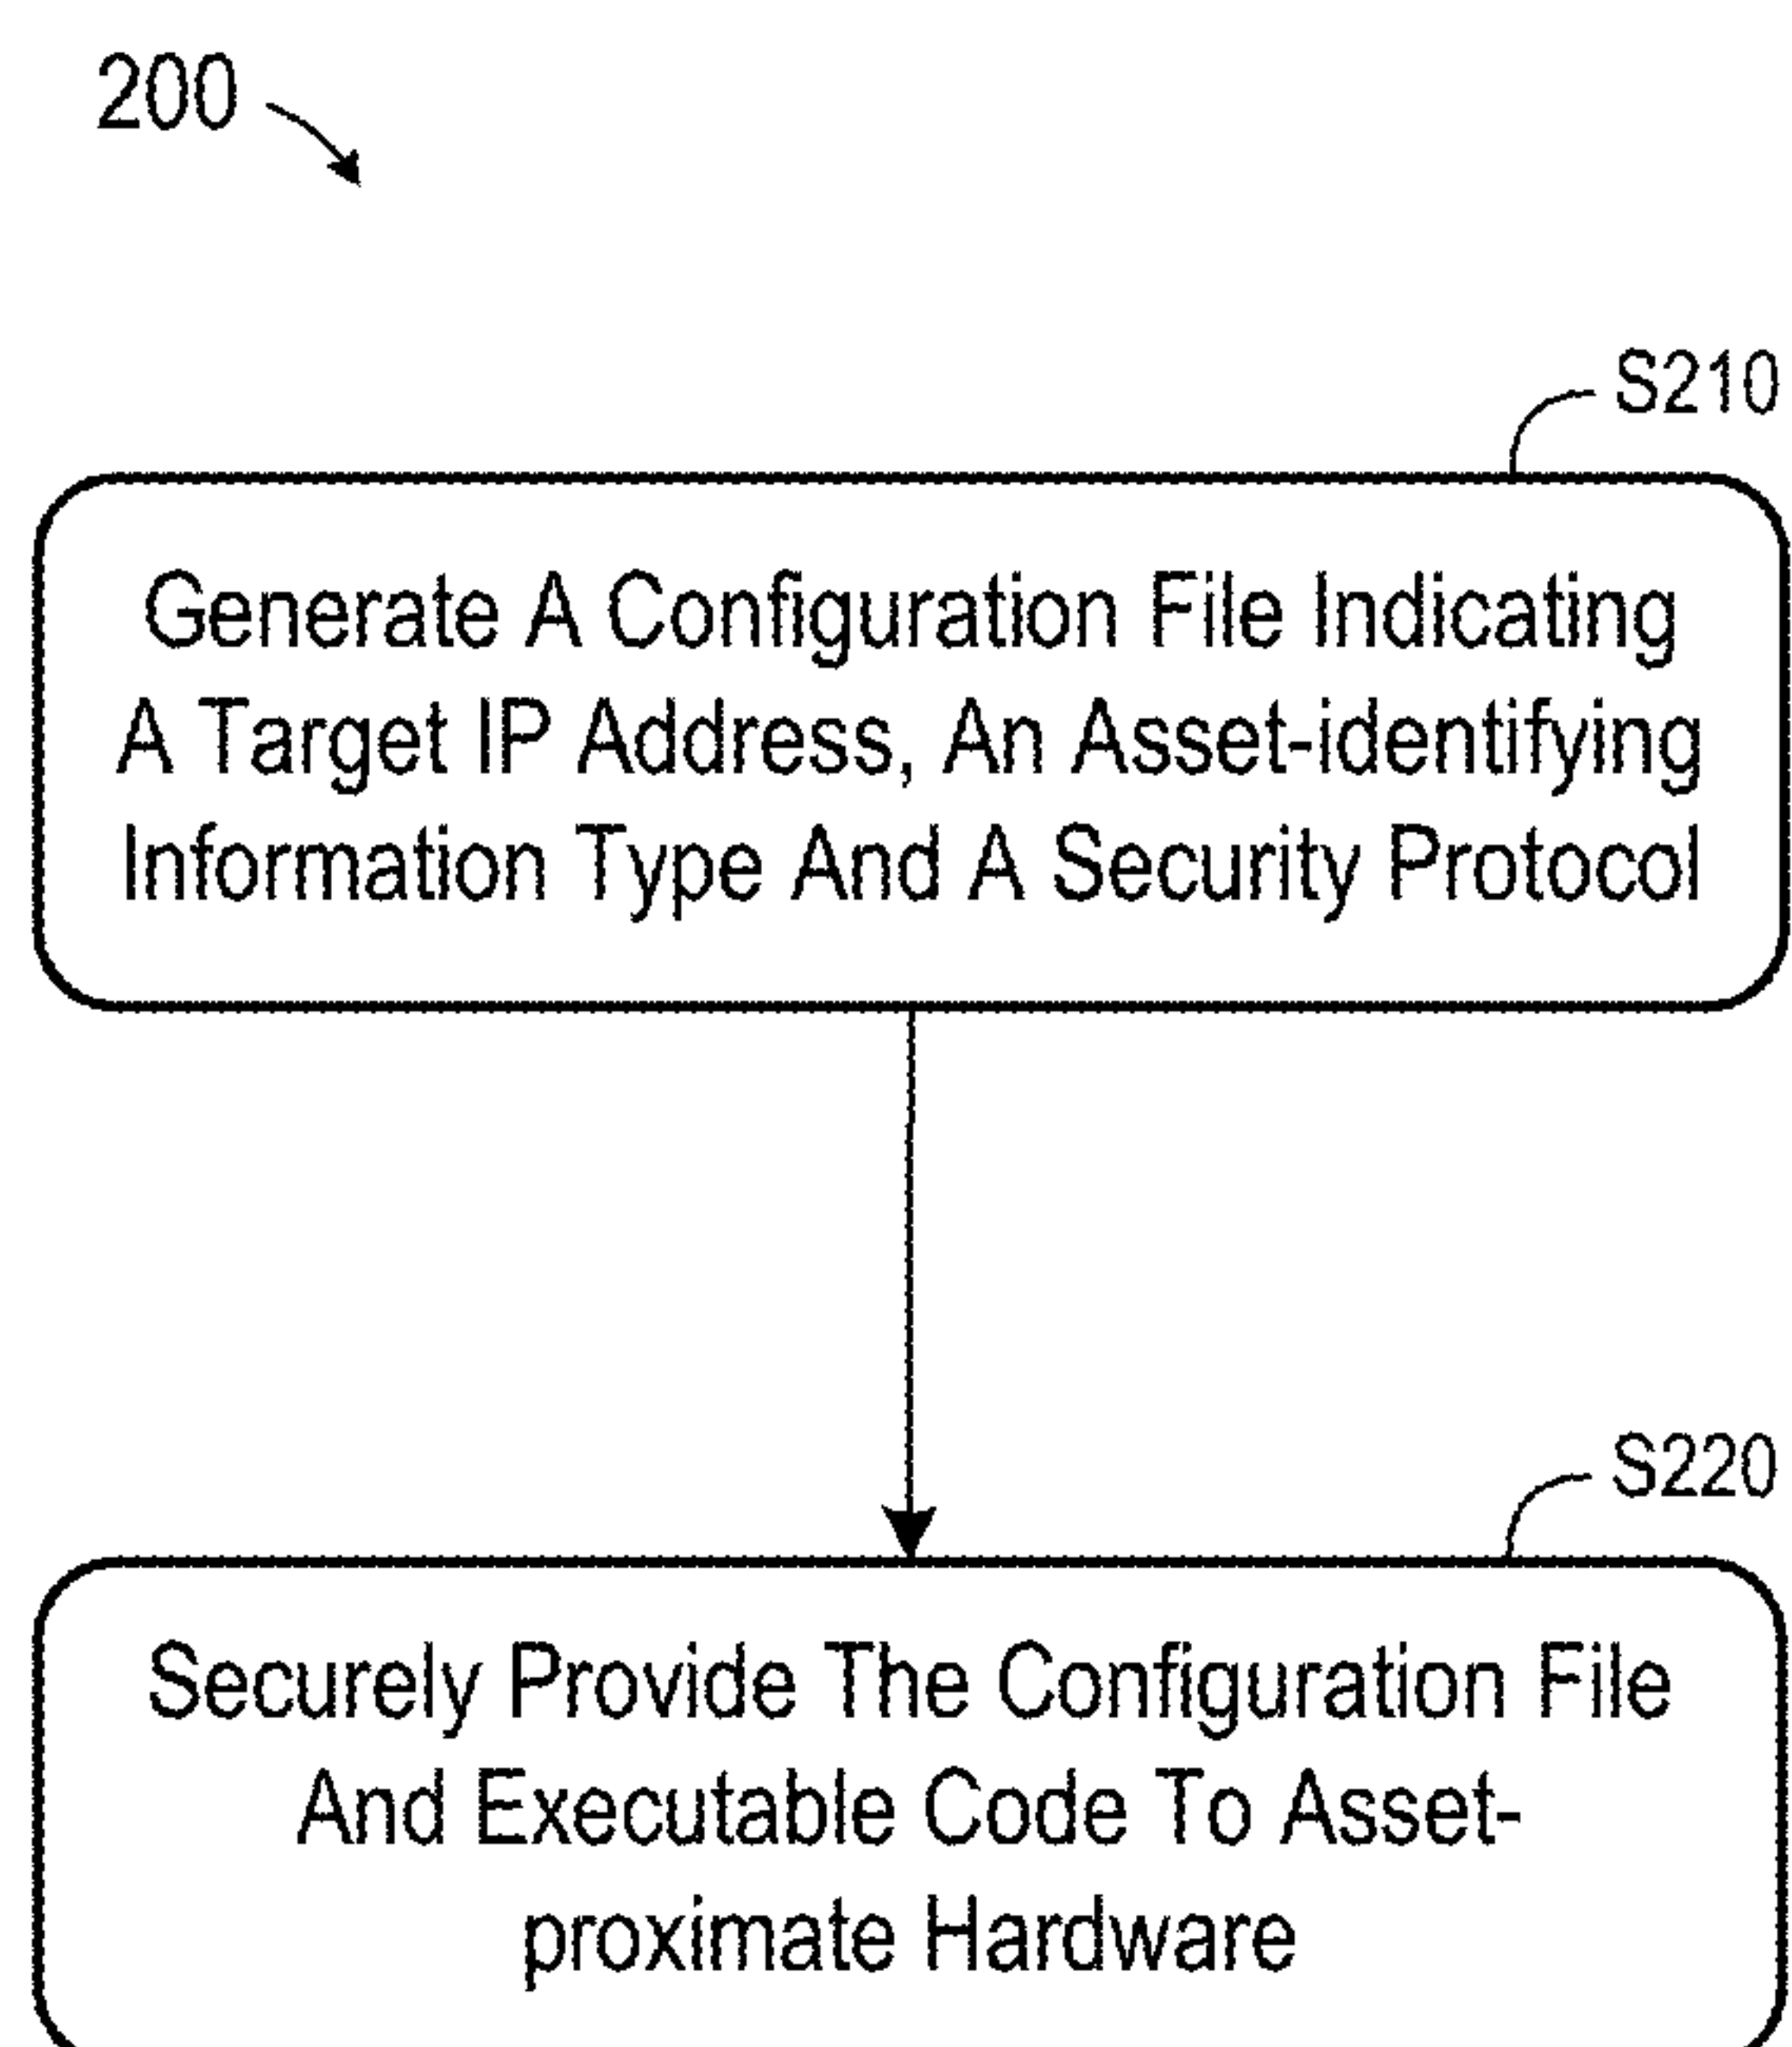 200
S210
Generate A Configuration File Indicating
A Target IP Address, An Asset-identifying
Information Type And A Security Protocol
S220
Securely Provide The Configuration File
And Executable Code To Asset-
proximate Hardware